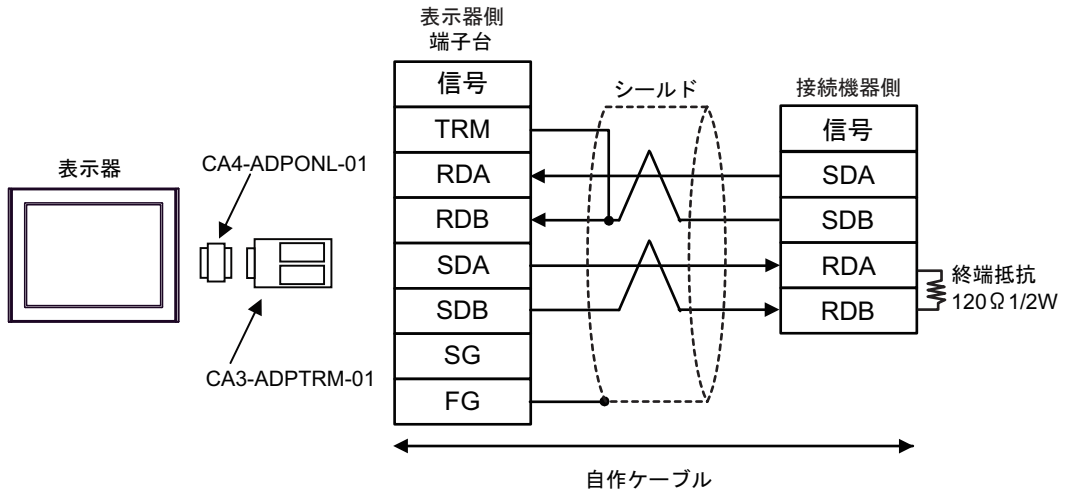 表示器
CA4-ADPONL-01
CA3-ADPTRM-01
表示器側
端子台
信号
TRM
RDA
RDB
SDA
SDB
SG
FG
シールド
接続機器側
信号
SDA
SDB
RDA
RDB
終端抵抗
120Ω1/2W
自作ケーブル